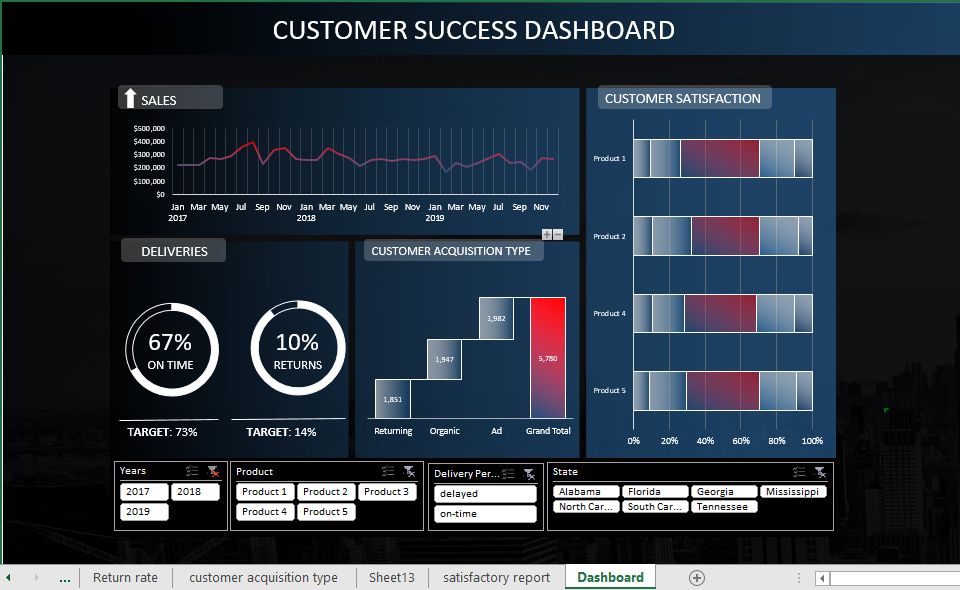 CUSTOMER SUCCESS DASHBOARD
SALES
$500,000
$400,000
$300,000
$200,000
$100,000
$0
Jan Mar May Jul Sep Nov Jan Mar May Jul Sep Nov Jan Mar May Jul Sep Nov
2017 2018 2019
CUSTOMER SATISFACTION
Product 1
Product 2
Product 4
Product 5
0% 20% 40% 60% 80% 100%
DELIVERIES
67%
ON TIME
TARGET: 73%
10%
RETURNS
TARGET: 14%
CUSTOMER ACQUISITION TYPE
1,982
1,947
5,780
1,851
Returning Organic Ad Grand Total
Years
2017 2018
2019
Product
Product 1 Product 2 Product 3
Product 4 Product 5
Delivery Per...
delayed
on-time
State
Alabama Florida Georgia Mississippi
North Car... South Car... Tennessee
... Return rate customer acquisition type Sheet13 satisfactory report Dashboard